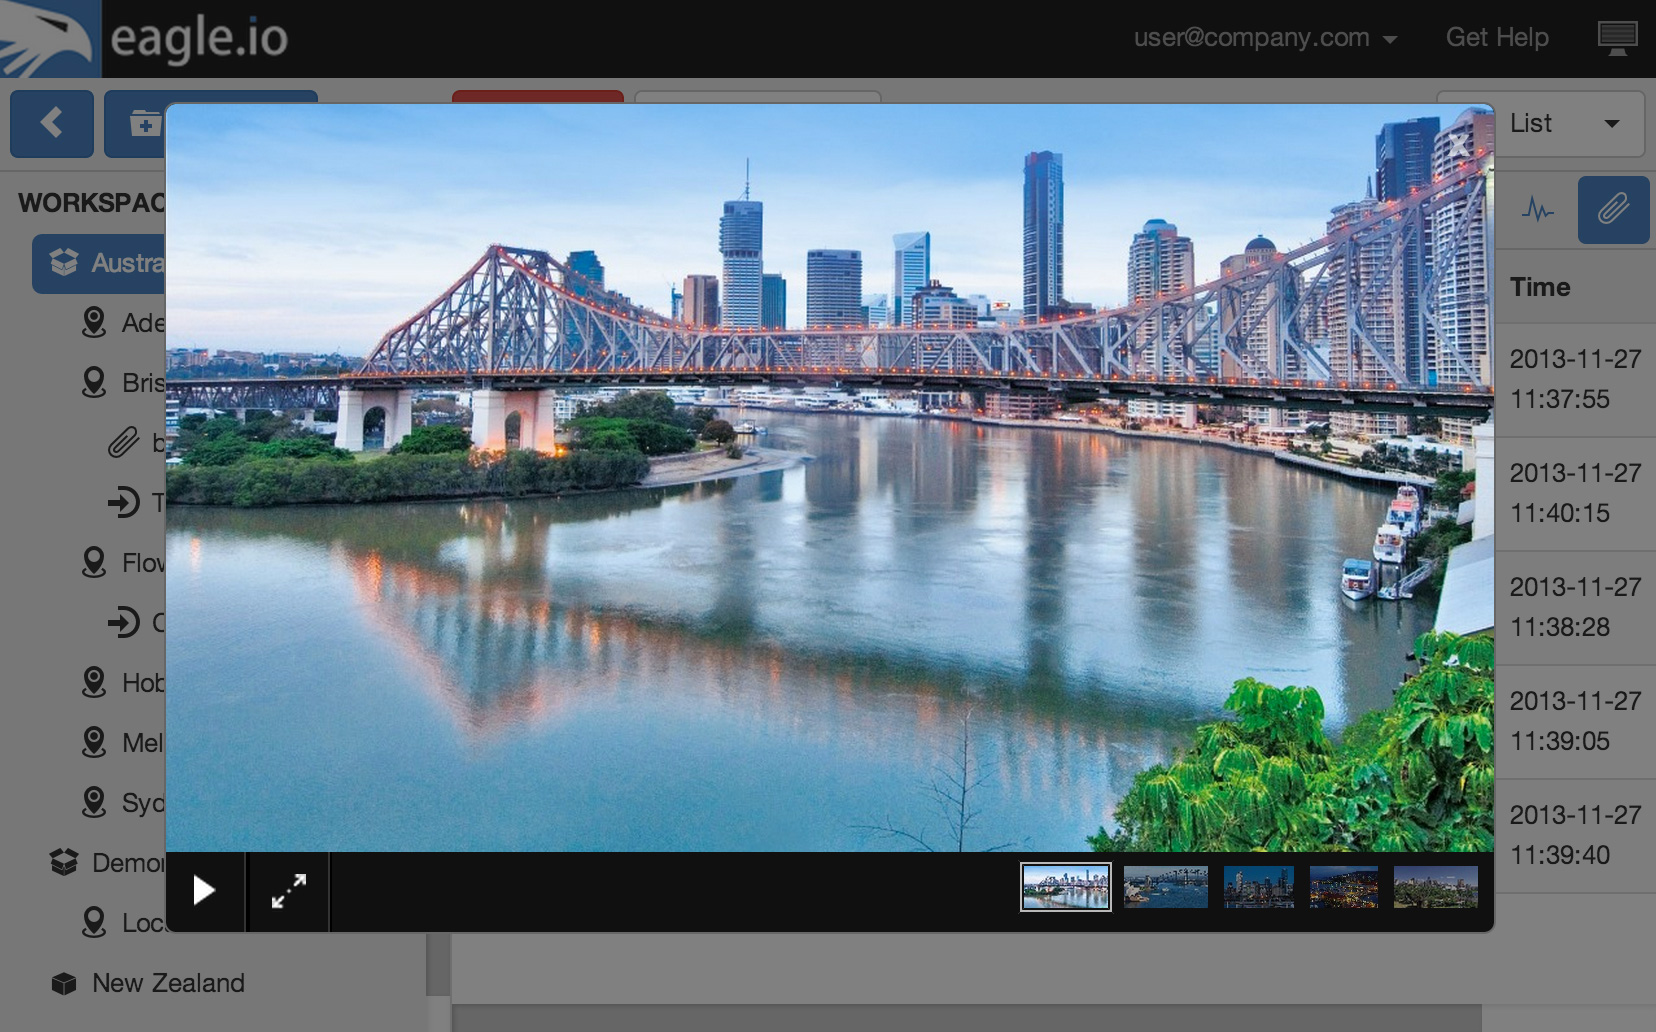 eagle.io
user@company.com
Get Help
List
WORKSPAC
Austra
Ade
Bris
b
T
Flov
C
Hob
Mel
Syd
Demor
Loc
New Zealand
x
Time
2013-11-27
11:37:55
2013-11-27
11:40:15
2013-11-27
11:38:28
2013-11-27
11:39:05
2013-11-27
11:39:40